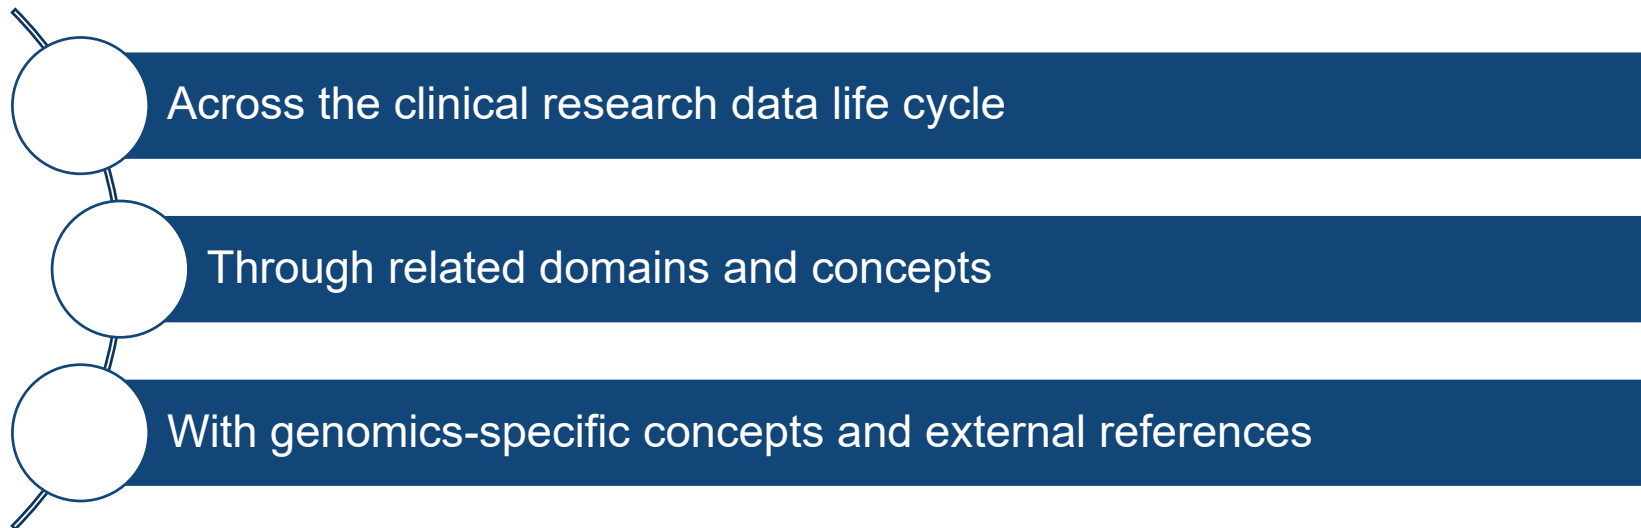 Across the clinical research data life cycle
Through related domains and concepts
With genomics-specific concepts and external references